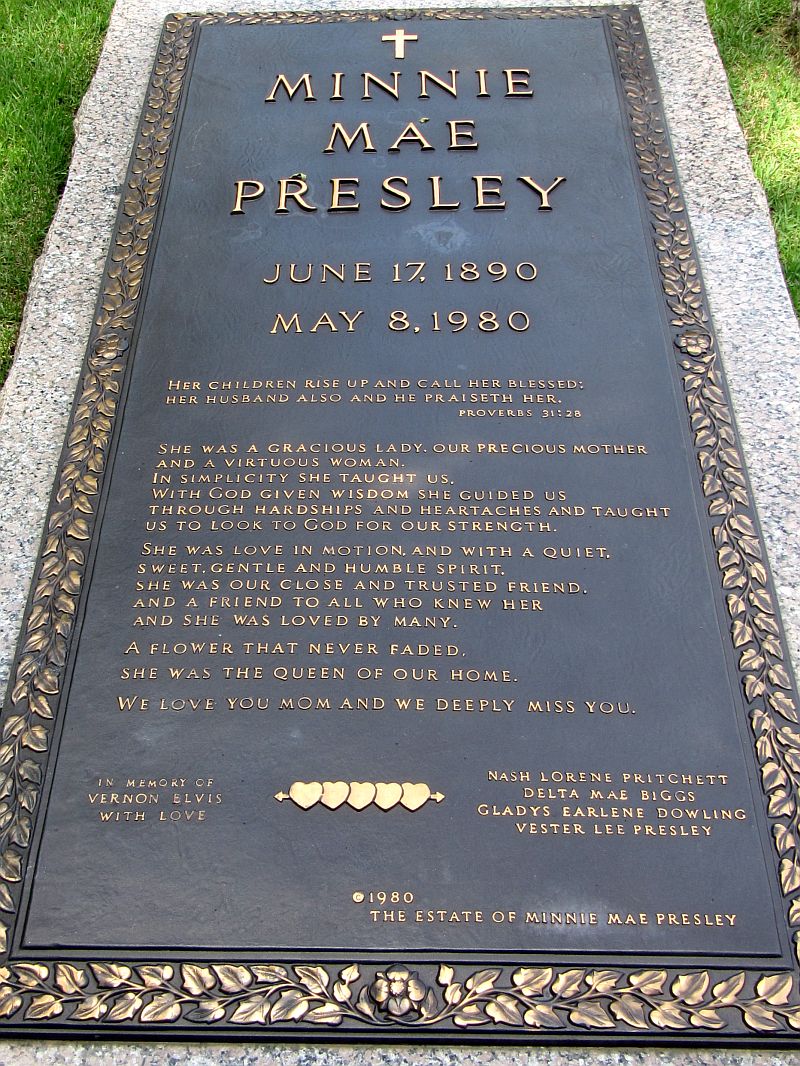 MINNIE
MAE
PRESLEY
JUNE 17, 1890
MAY 8, 1980
HER CHILDREN RISE UP AND CALL HER BLESSED;
HER HUSBAND ALSO AND HE PRAISETH HER.
PROVERBS 31:28
SHE WAS A GRACIOUS LADY, OUR PRECIOUS MOTHER
AND A VIRTUOUS WOMAN.
IN SIMPLICITY SHE TAUGHT US.
WITH GOD GIVEN WISDOM SHE GUIDED US
THROUGH HARDSHIPS AND HEARTACHES AND TAUGHT
US TO LOOK TO GOD FOR OUR STRENGTH.
SHE WAS LOVE IN MOTION, AND WITH A QUIET,
SWEET, GENTLE AND HUMBLE SPIRIT.
SHE WAS OUR CLOSE AND TRUSTED FRIEND,
AND A FRIEND TO ALL WHO KNEW HER
AND SHE WAS LOVED BY MANY.
A FLOWER THAT NEVER FADED,
SHE WAS THE QUEEN OF OUR HOME.
WE LOVE YOU MOM AND WE DEEPLY MISS YOU.
IN MEMORY OF
VERNON ELVIS
WITH LOVE
NASH LORENE PRITCHETT
DELTA MAE BIGGS
GLADYS EARLENE DOWLING
VESTER LEE PRESLEY
©1980
THE ESTATE OF MINNIE MAE PRESLEY